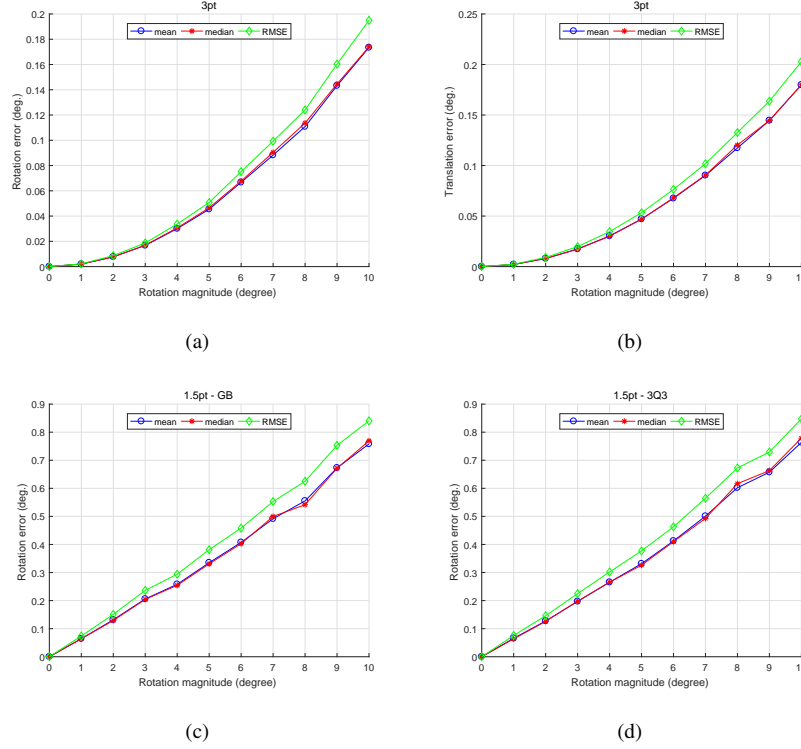 3pt
mean median RMSE
0.2
0.18
0.16
0.14
0.12
0.1
0.08
0.06
0.04
0.02
0
Rotation error (deg.)
0 1 2 3 4 5 6 7 8 9 10
Rotation magnitude (degree)
(a)
3pt
mean median RMSE
0.25
0.2
0.15
0.1
0.05
0
Translation error (deg.)
0 1 2 3 4 5 6 7 8 9
Rotation magnitude (degree)
(b)
1.5pt - GB
mean median RMSE
0.9
0.8
0.7
0.6
0.5
0.4
0.3
0.2
0.1
0
Rotation error (deg.)
0 1 2 3 4 5 6 7 8 9 10
Rotation magnitude (degree)
(c)
1.5pt - 3Q3
mean median RMSE
0.9
0.8
0.7
0.6
0.5
0.4
0.3
0.2
0.1
0
Rotation error (deg.)
0 1 2 3 4 5 6 7 8 9
Rotation magnitude (degree)
(d)